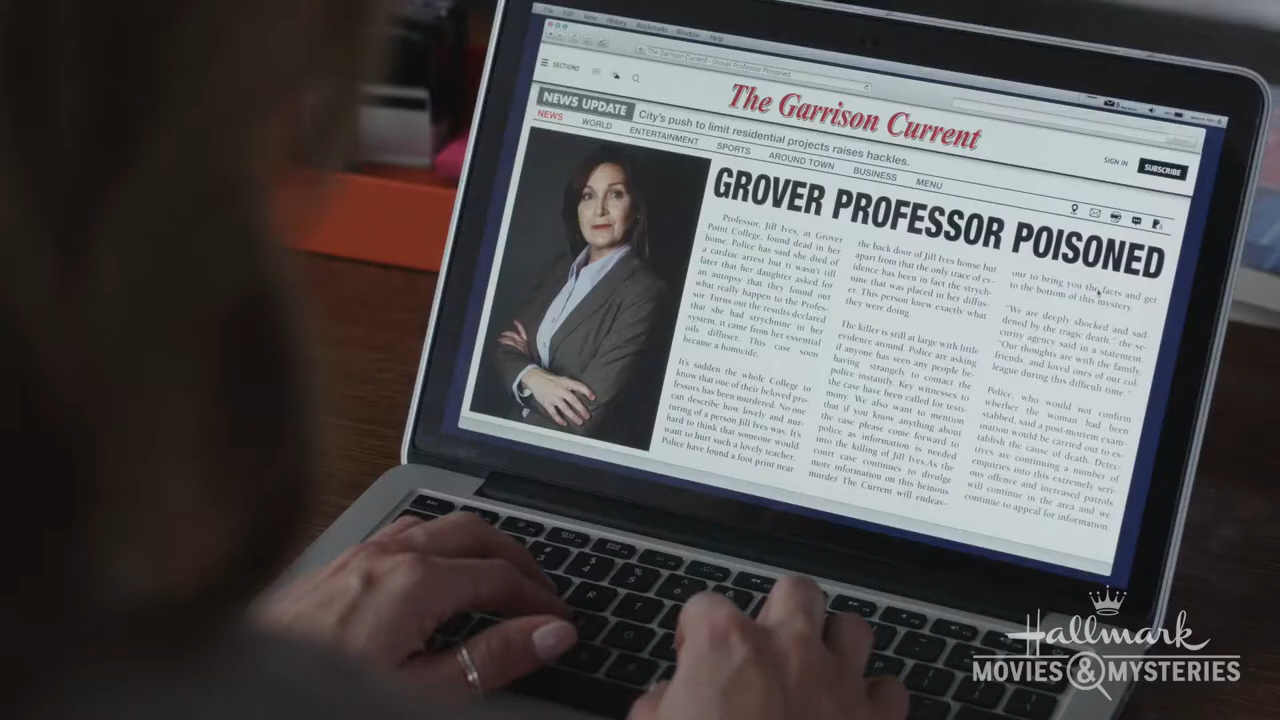 File Edit View History Bookmarks Window Help
The Garrison Current - Grover Professor Poisoned
SECTIONS
The Garrison Current
NEWS UPDATE City's push to limit residential projects raises hackles.
SIGN IN SUBSCRIBE
NEWS WORLD ENTERTAINMENT SPORTS AROUND TOWN BUSINESS MENU
GROVER PROFESSOR POISONED
Professor, Jill Ives, at Grover
Point College, found dead in her
home. Police has said she died of
a cardiac arrest but ti wasn't till
later that her daughter asked for
an autopsy that they found out
what really happen to the Profes-
sor. Turns out the results declared
that she had strychnine in her
system, it came from her essential
oils diffuser. This case soon
became a homicide.
It's sadden the whole College to
know that one of their beloved pro-
fessors has been murdered. No one
can describe how lovely and nur-
turing of a person Jill Ives was. It's
hard to think that someone would
want to hurt such a lovely teacher.
Police have found a foot print near
the back door of Jill Ives house but
apart from that the only trace of ev-
idence has been in fact the strych-
nine that was placed in her diffus-
er. This person knew exactly what
they were doing.
The killer is still at large with little
evidence around. Police are asking
if anyone has seen any people be-
having strangely to contact the
police instantly. Key witnesses to
the case have been called for testi-
mony. We also want to mention
that if you know anything about
the case please come forward to
police as information is needed
into the killing of Jill Ives.As the
court case continues to divulge
more information on this heinous
murder The Current will endeav-
our to bring you the facts and get
to the bottom of this mystery.
"We are deeply shocked and sad-
dened by the tragic death," the se-
curity agency said in a statement.
"Our thoughts are with the family,
friends, and loved ones of our col-
league during this difficult time."
Police, who would not confirm
whether the woman had been
stabbed, said a post-mortem exam-
ination would be carried out to es-
tablish the cause of death. Detec-
tives are continuing a number of
enquiries into this extremely seri-
ous offence and increased patrols
will continue in the area and we
continue to appeal for information.
Hallmark
MOVIES & MYSTERIES